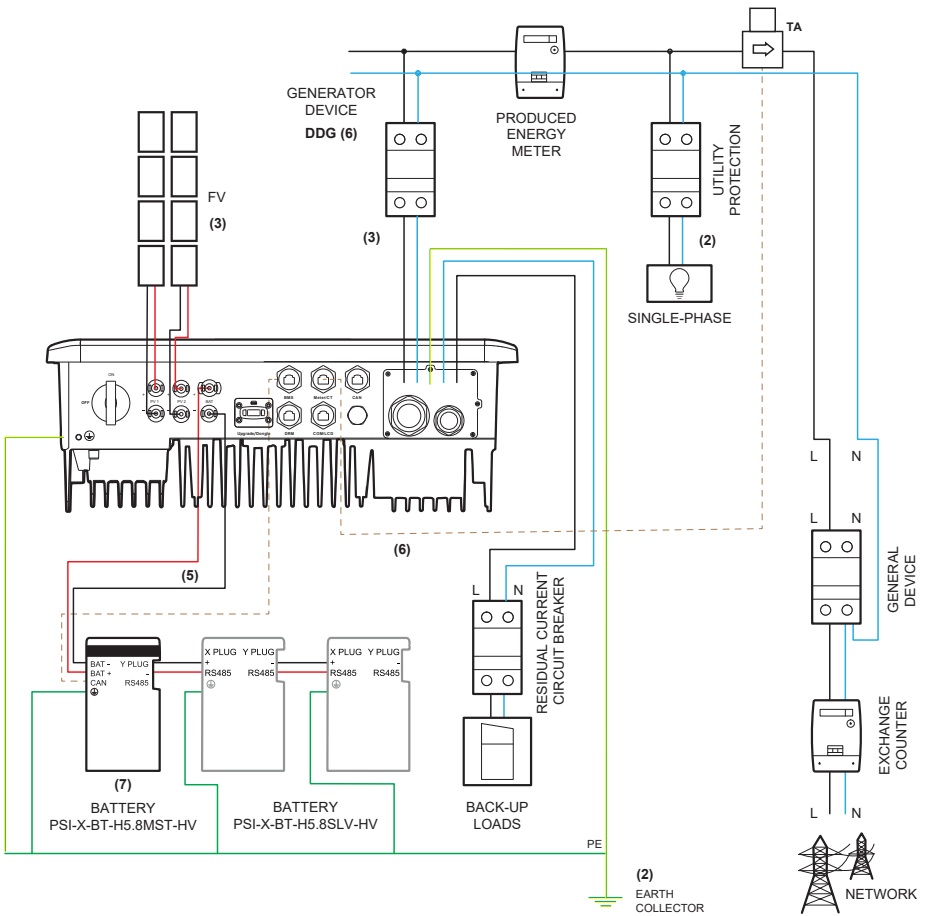 TA
GENERATOR
DEVICE
DDG (6)
PRODUCED
ENERGY
METER
UTILITY
PROTECTION
FV
(3)
(3)
(2)
SINGLE-PHASE
ON
OFF
PV 1
PV 2
BAT
BMS
Meter/CT
CAN
Upgrade/Dongle
DRM
COM/LCD
L N
L N
(6)
(5)
GENERAL
DEVICE
L N
RESIDUAL CURRENT
CIRCUIT BREAKER
BAT - Y PLUG
BAT + -
CAN RS485
X PLUG Y PLUG
+ -
RS485 RS485
X PLUG Y PLUG
+ -
RS485 RS485
EXCHANGE
COUNTER
(7)
BATTERY
PSI-X-BT-H5.8MST-HV
BATTERY
PSI-X-BT-H5.8SLV-HV
BACK-UP
LOADS
L N
PE
(2)
EARTH
COLLECTOR
NETWORK